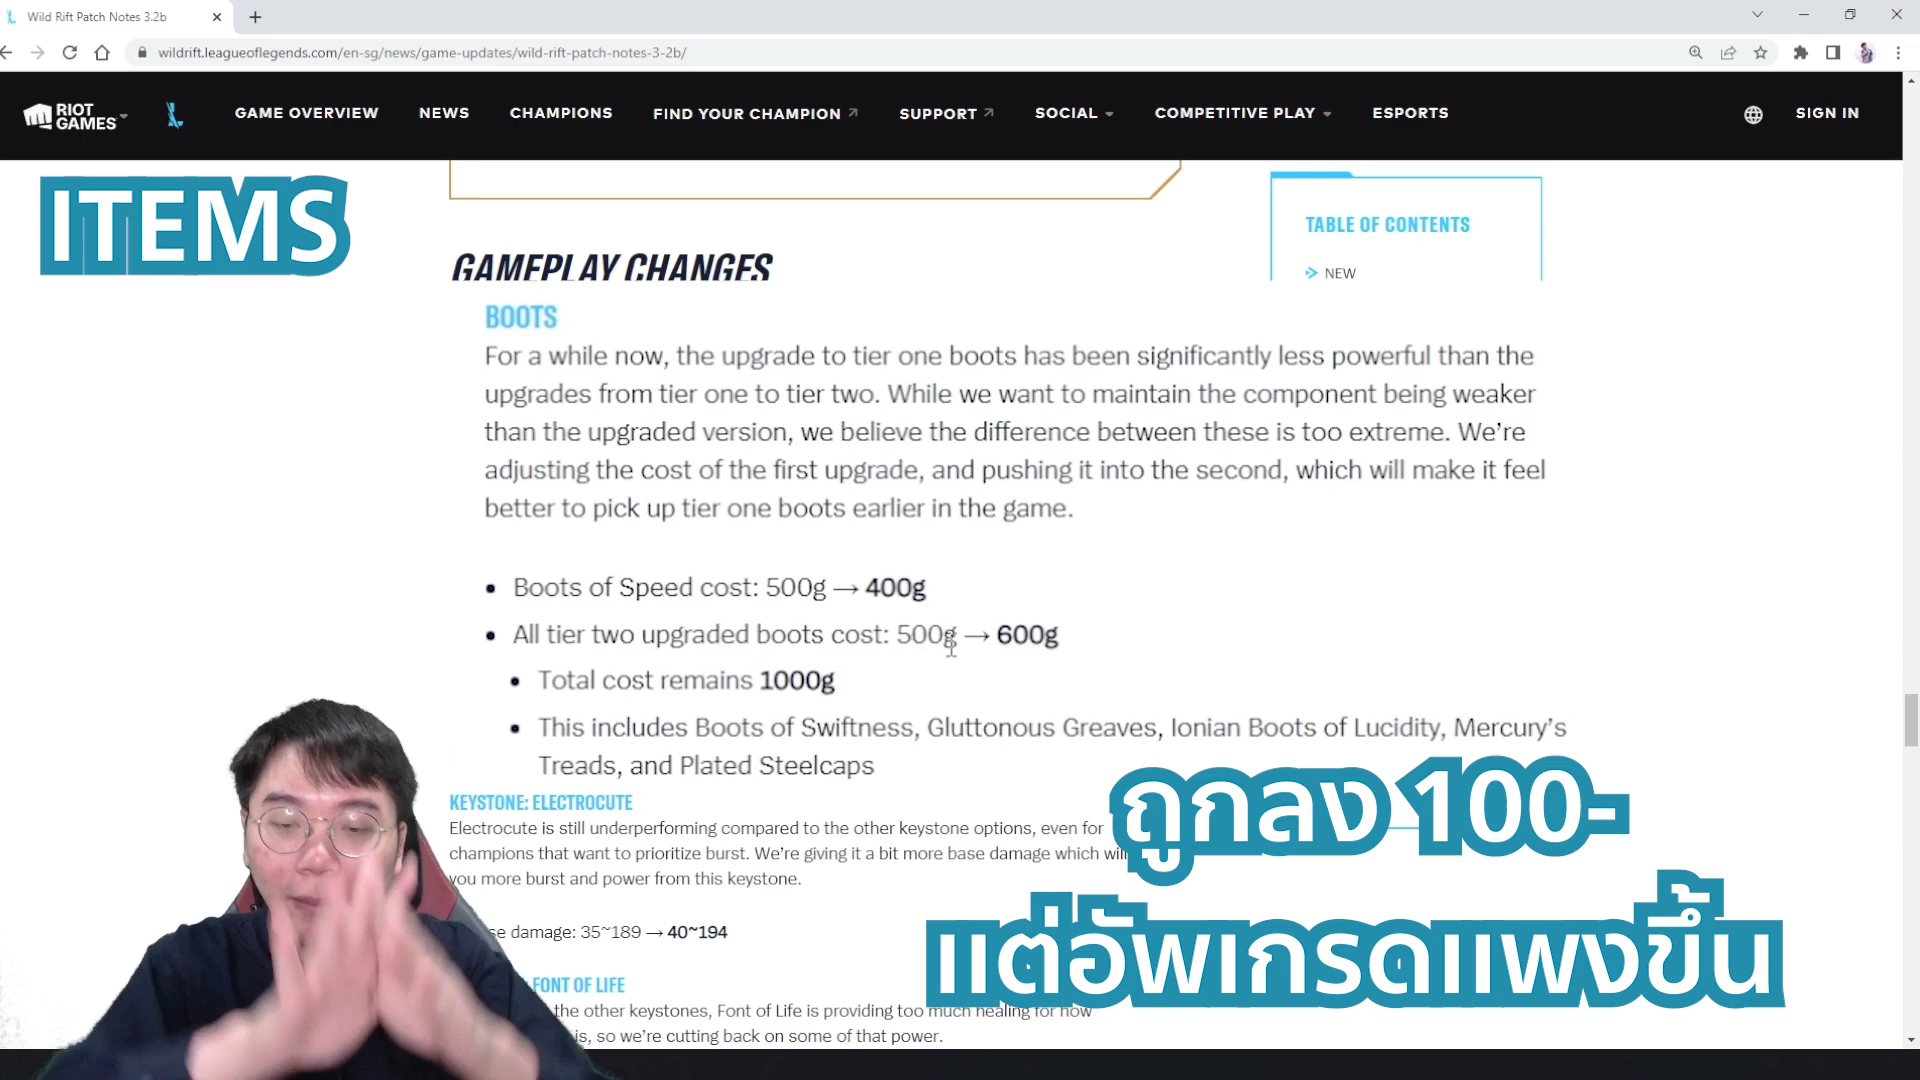 Wild Rift Patch Notes 3.2b
wildrift.leagueoflegends.com/en-sg/news/game-updates/wild-rift-patch-notes-3-2b/
RIOT GAMES
GAME OVERVIEW
NEWS
CHAMPIONS
FIND YOUR CHAMPION
SUPPORT
SOCIAL
COMPETITIVE PLAY
ESPORTS
SIGN IN
ITEMS
TABLE OF CONTENTS
NEW
GAMEPLAY CHANGES
BOOTS
For a while now, the upgrade to tier one boots has been significantly less powerful than the
upgrades from tier one to tier two. While we want to maintain the component being weaker
than the upgraded version, we believe the difference between these is too extreme. We’re
adjusting the cost of the first upgrade, and pushing it into the second, which will make it feel
better to pick up tier one boots earlier in the game.
• Boots of Speed cost: 500g → 400g
• All tier two upgraded boots cost: 500g → 600g
• Total cost remains 1000g
• This includes Boots of Swiftness, Gluttonous Greaves, Ionian Boots of Lucidity, Mercury’s
Treads, and Plated Steelcaps
KEYSTONE: ELECTROCUTE
Electrocute is still underperforming compared to the other keystone options, even for
champions that want to prioritize burst. We’re giving it a bit more base damage which will
you more burst and power from this keystone.
damage: 35~189 → 40~194
FONT OF LIFE
the other keystones, Font of Life is providing too much healing for how
is, so we’re cutting back on some of that power.
ถูกลง 100-
แต่อัพเกรดแพงขึ้น